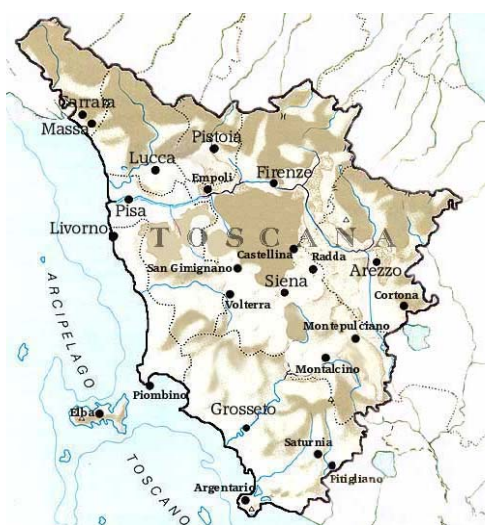 Carrara
Massa
Pistoia
Lucca
Empoli
Firenze
Pisa
Livorno
TOSCANA
Castellina
Radda
San Gimignano
Arezzo
Siena
Volterra
Cortona
Montepulciano
ARCIPELAGO
Montalcino
Piombino
Elba
Grosseto
Saturnia
TOSCANO
Pitigliano
Argentario